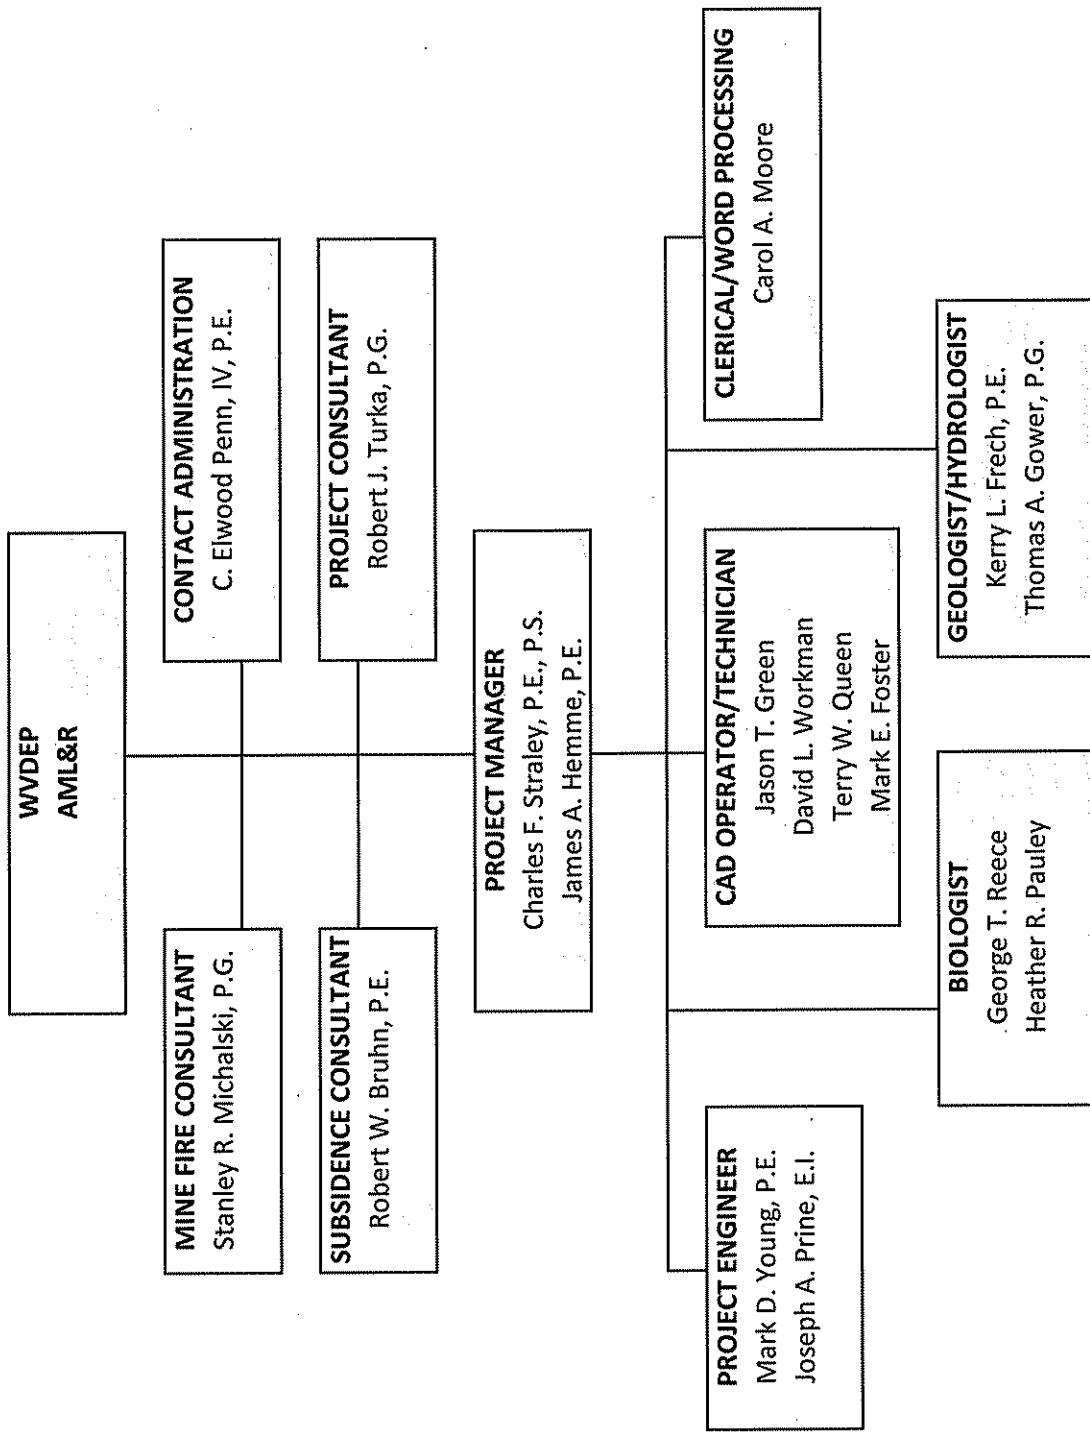 WVDEP
AML&R
MINE FIRE CONSULTANT
Stanley R. Michalski, P.G.
CONTACT ADMINISTRATION
C. Elwood Penn, IV, P.E.
SUBSIDENCE CONSULTANT
Robert W. Bruhn, P.E.
PROJECT CONSULTANT
Robert J. Turka, P.G.
PROJECT MANAGER
Charles F. Straley, P.E., P.S.
James A. Hemme, P.E.
PROJECT ENGINEER
Mark D. Young, P.E.
Joseph A. Prine, E.I.
CAD OPERATOR/TECHNICIAN
Jason T. Green
David L. Workman
Terry W. Queen
Mark E. Foster
CLERICAL/WORD PROCESSING
Carol A. Moore
BIOLOGIST
George T. Reece
Heather R. Pauley
GEOLOGIST/HYDROLOGIST
Kerry L. Frech, P.E.
Thomas A. Gower, P.G.